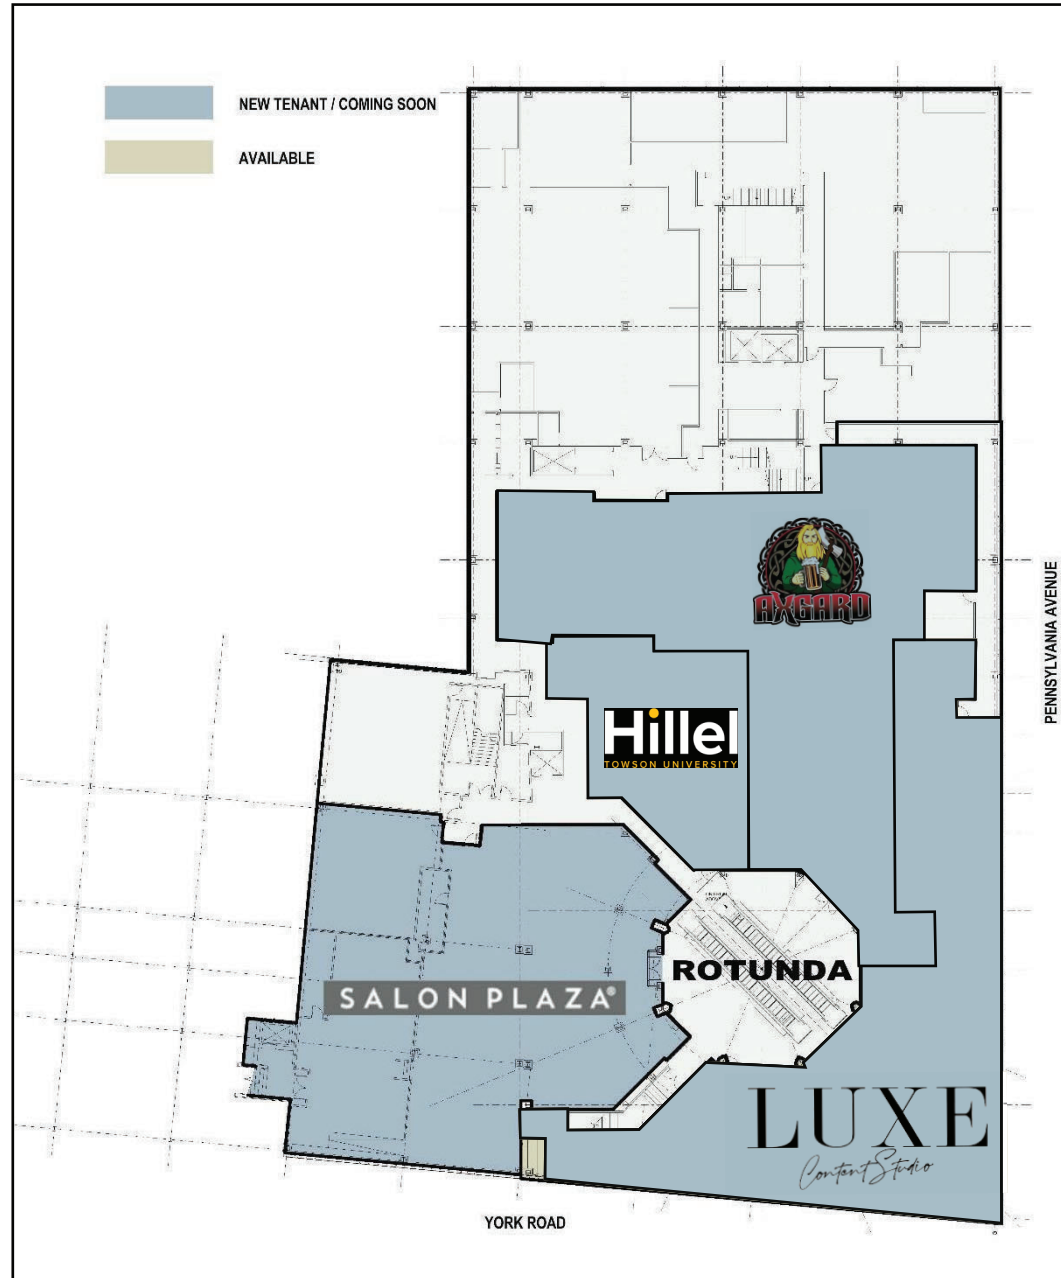 NEW TENANT / COMING SOON
AVAILABLE
AXGARD
PENNSYLVANIA AVENUE
Hillel
TOWSON UNIVERSITY
ROTUNDA
SALON PLAZA®
LUXE
Content Studio
YORK ROAD